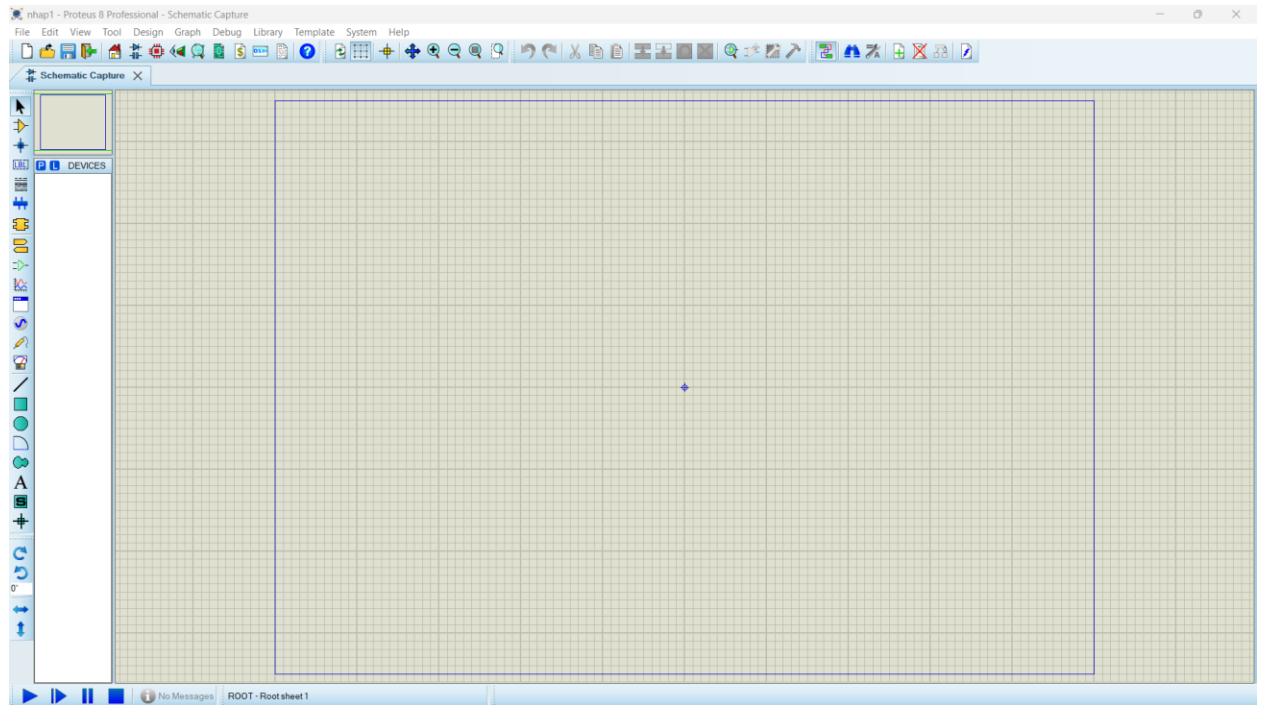 nhap1 - Proteus 8 Professional - Schematic Capture
File Edit View Tool Design Graph Debug Library Template System Help
Schematic Capture
LBL
P L DEVICES
A
S
0°
No Messages ROOT - Root sheet 1